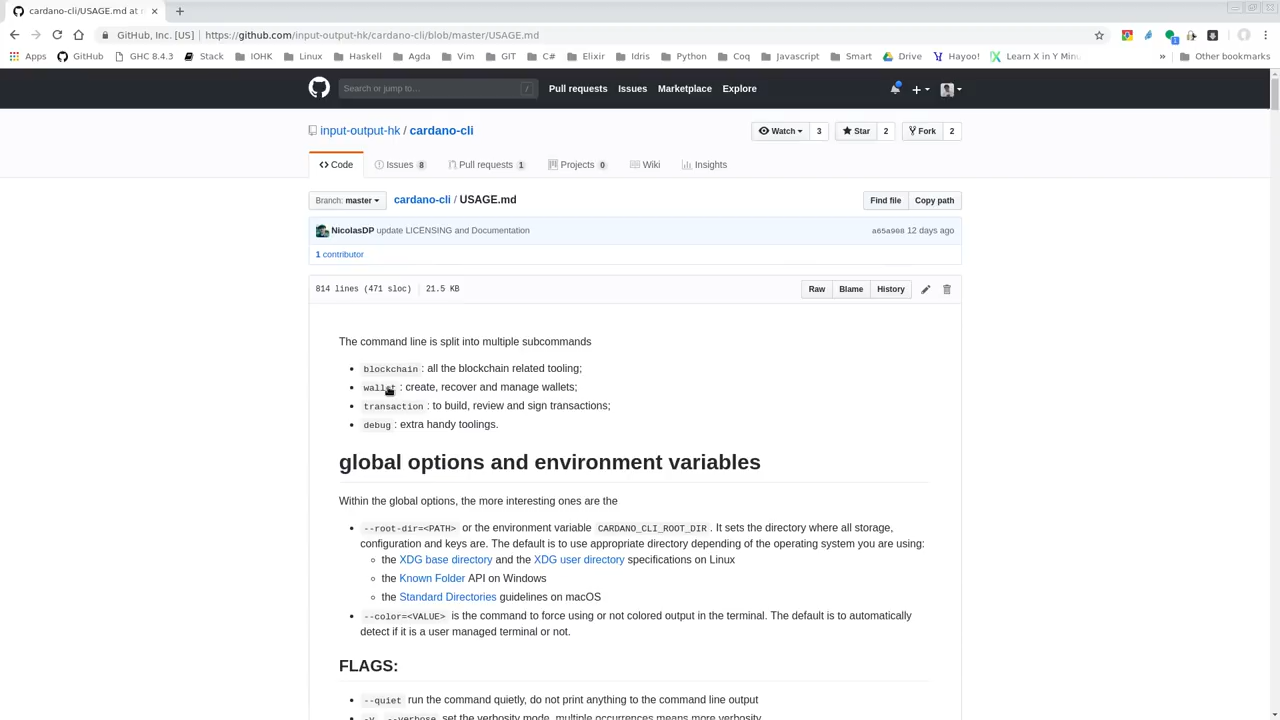 cardano-cli/USAGE.md at
GitHub, Inc. [US] | https://github.com/input-output-hk/cardano-cli/blob/master/USAGE.md
Apps GitHub GHC 8.4.3 Stack IOHK Linux Haskell Agda Vim GIT C# Elixir Idris Python Coq Javascript Smart Drive Hayoo! Learn X in Y Minu » Other bookmarks
Search or jump to... / Pull requests Issues Marketplace Explore
input-output-hk / cardano-cli Watch 3 Star 2 Fork 2
Code Issues 8 Pull requests 1 Projects 0 Wiki Insights
Branch: master cardano-cli / USAGE.md Find file Copy path
NicolasDP update LICENSING and Documentation a65a908 12 days ago
1 contributor
814 lines (471 sloc) 21.5 KB Raw Blame History
The command line is split into multiple subcommands
• blockchain : all the blockchain related tooling;
• wallet : create, recover and manage wallets;
• transaction : to build, review and sign transactions;
• debug : extra handy toolings.
global options and environment variables
Within the global options, the more interesting ones are the
• --root-dir=<PATH> or the environment variable CARDANO_CLI_ROOT_DIR . It sets the directory where all storage,
configuration and keys are. The default is to use appropriate directory depending of the operating system you are using:
◦ the XDG base directory and the XDG user directory specifications on Linux
◦ the Known Folder API on Windows
◦ the Standard Directories guidelines on macOS
• --color=<VALUE> is the command to force using or not colored output in the terminal. The default is to automatically
detect if it is a user managed terminal or not.
FLAGS:
• --quiet run the command quietly, do not print anything to the command line output
• -v, --verbose set the verbosity mode, multiple occurrences means more verbosity